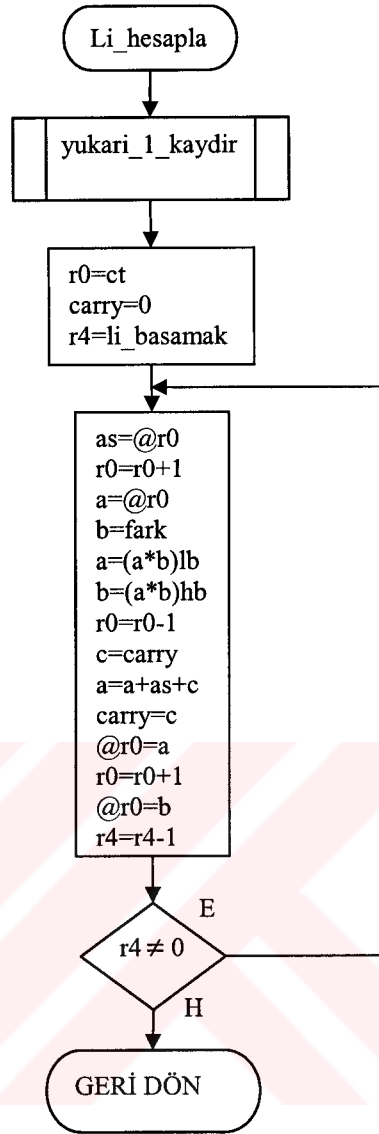 Li_hesapla
yukari_1_kaydir
r0=ct
carry=0
r4=li_basamak
as=@r0
r0=r0+1
a=@r0
b=fark
a=(a*b)lb
b=(a*b)hb
r0=r0-1
c=carry
a=a+as+c
carry=c
@r0=a
r0=r0+1
@r0=b
r4=r4-1
E
r4 ≠ 0
H
GERİ DÖN